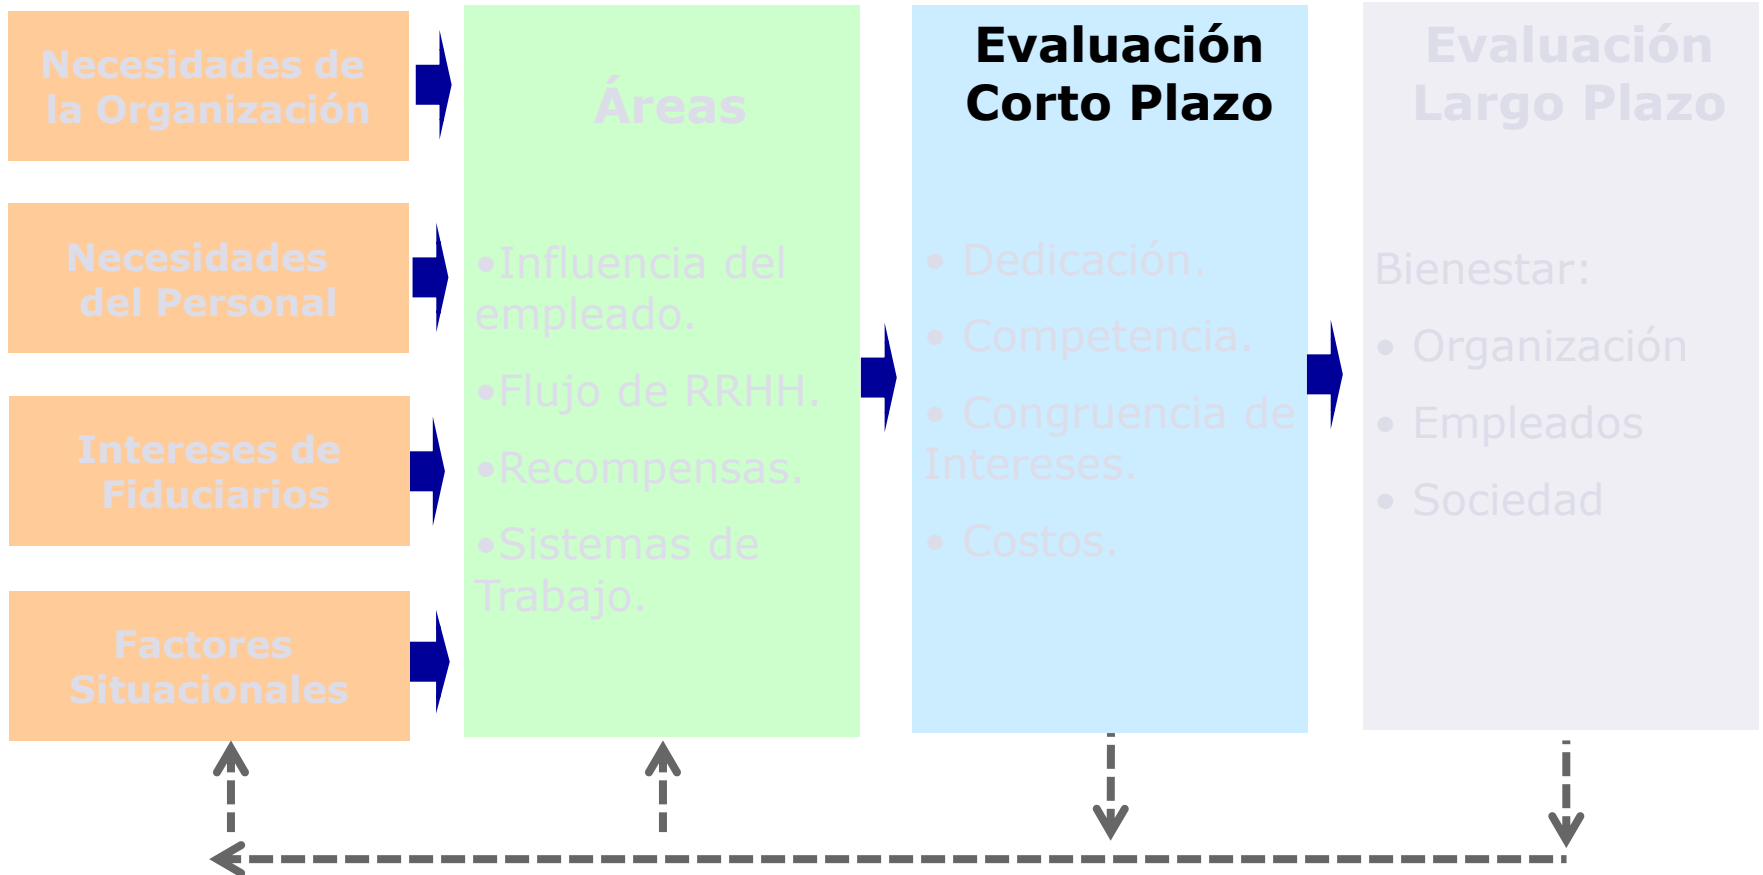 Necesidades de
la Organización
Necesidades
del Personal
Intereses de
Fiduciarios
Factores
Situacionales
Áreas
•Influencia del
empleado.
•Flujo de RRHH.
•Recompensas.
•Sistemas de
Trabajo.
Evaluación
Corto Plazo
• Dedicación.
• Competencia.
• Congruencia de
Intereses.
• Costos.
Evaluación
Largo Plazo
Bienestar:
• Organización
• Empleados
• Sociedad